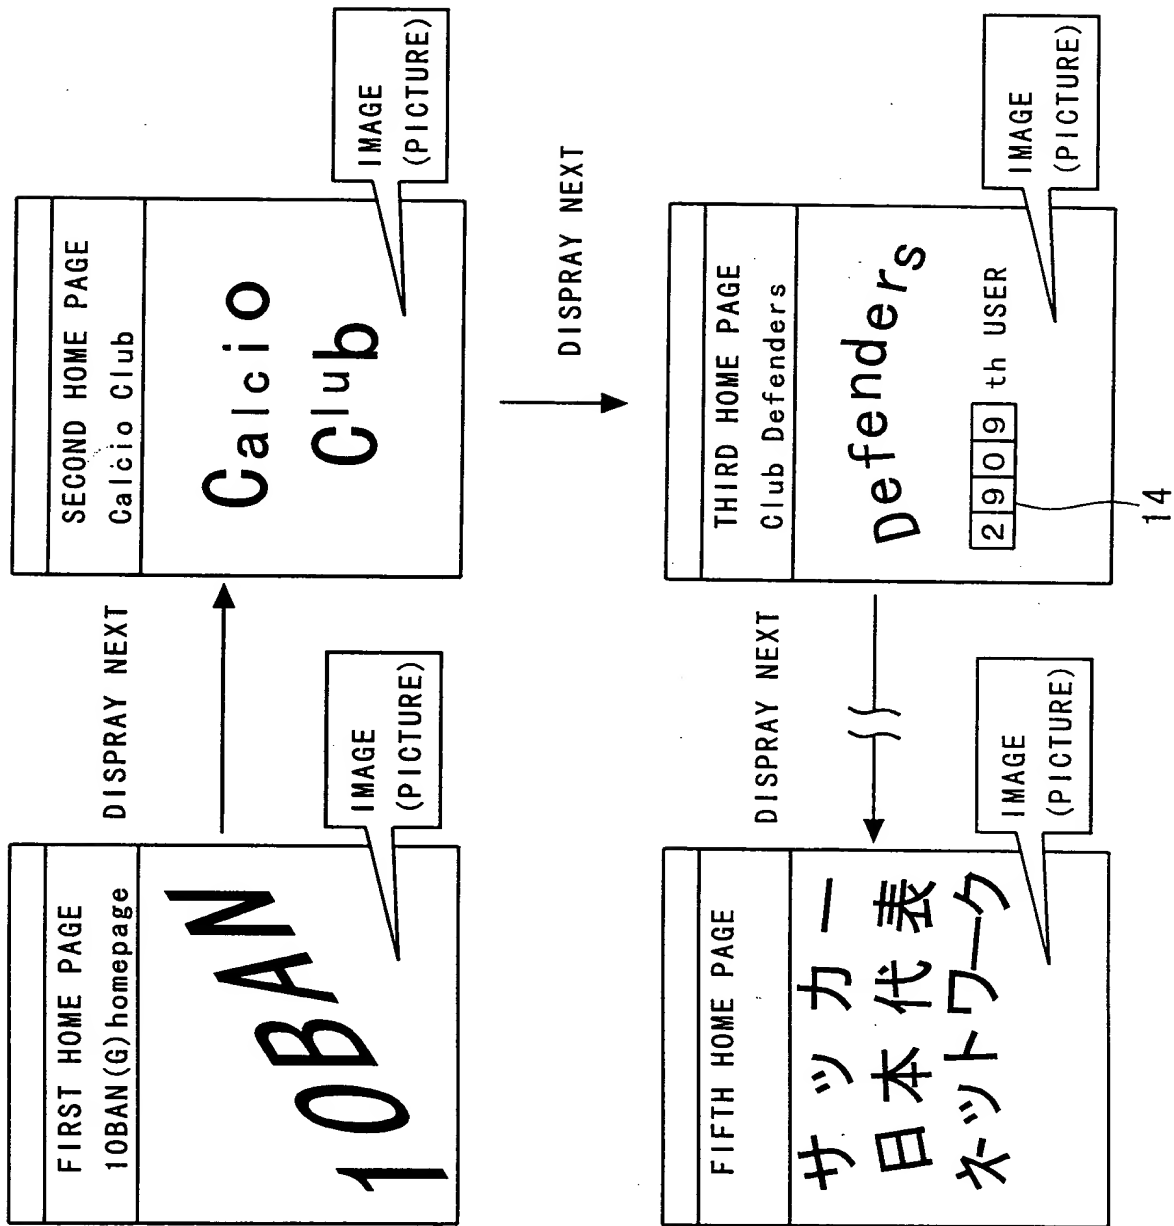 FIRST HOME PAGE
10BAN(G)homepage
10BAN
IMAGE
(PICTURE)
DISPRAY NEXT
SECOND HOME PAGE
Calcio Club
Calcio
Club
IMAGE
(PICTURE)
DISPRAY NEXT
THIRD HOME PAGE
Club Defenders
Defenders
2909th USER
14
IMAGE
(PICTURE)
DISPRAY NEXT
FIFTH HOME PAGE
サッカー
日本代表
ネットワーク
IMAGE
(PICTURE)